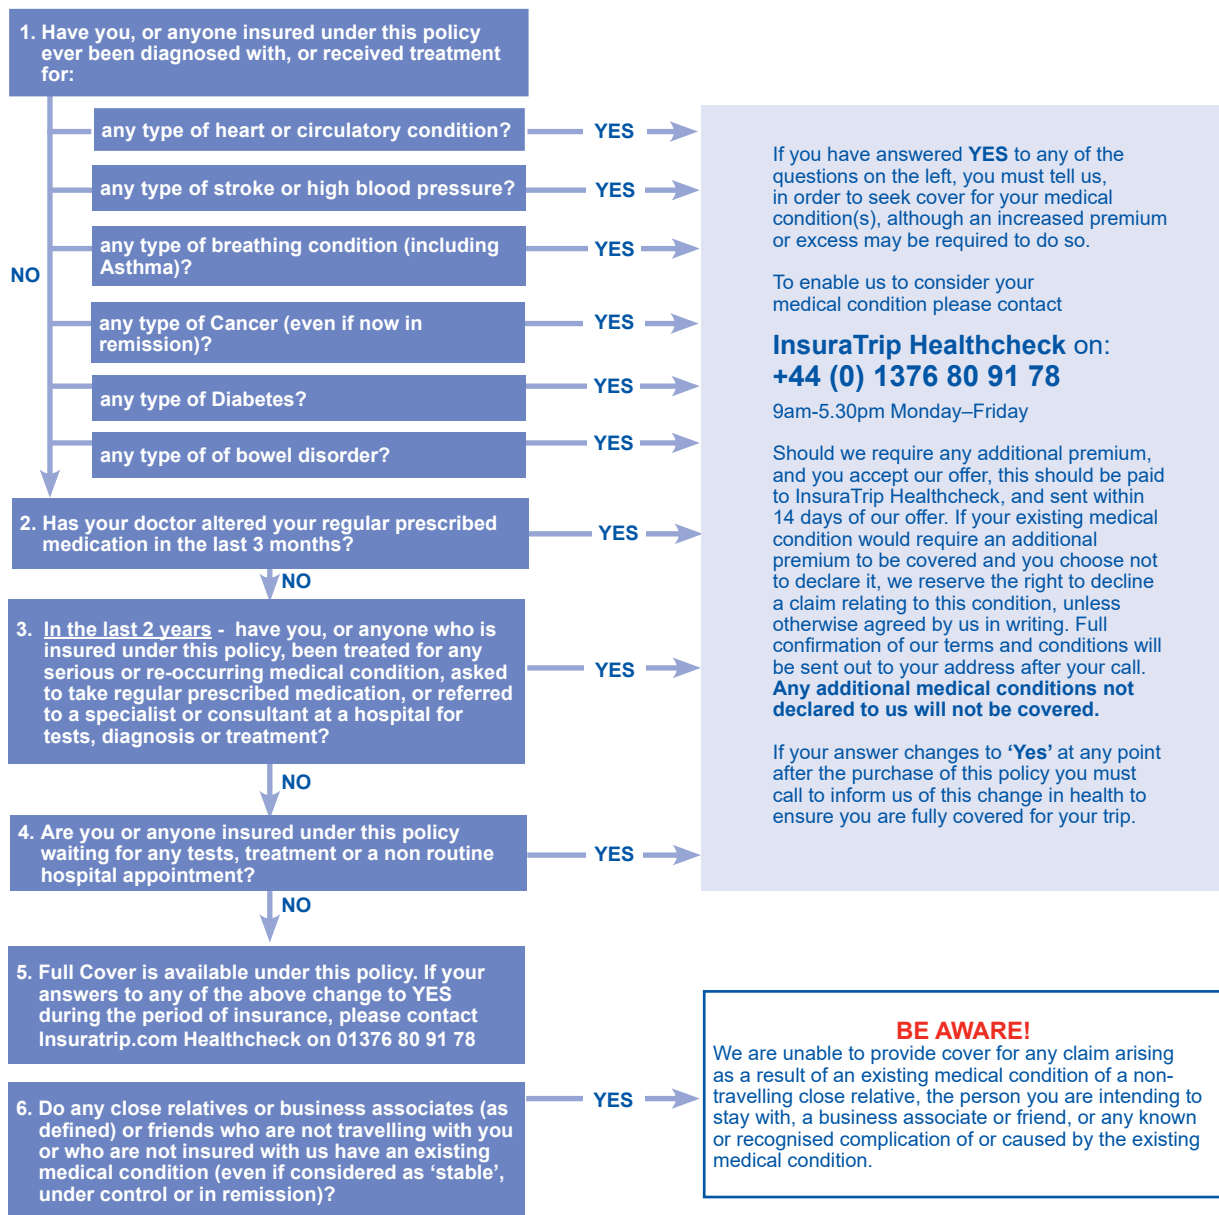 1. Have you, or anyone insured under this policy
ever been diagnosed with, or received treatment
for:
any type of heart or circulatory condition?
YES
any type of stroke or high blood pressure?
YES
any type of breathing condition (including
Asthma)?
YES
NO
any type of Cancer (even if now in
remission)?
YES
any type of Diabetes?
YES
any type of of bowel disorder?
YES
2. Has your doctor altered your regular prescribed
medication in the last 3 months?
YES
NO
3. In the last 2 years - have you, or anyone who is
insured under this policy, been treated for any
serious or re-occurring medical condition, asked
to take regular prescribed medication, or referred
to a specialist or consultant at a hospital for
tests, diagnosis or treatment?
YES
NO
4. Are you or anyone insured under this policy
waiting for any tests, treatment or a non routine
hospital appointment?
YES
NO
5. Full Cover is available under this policy. If your
answers to any of the above change to YES
during the period of insurance, please contact
Insuratrip.com Healthcheck on 01376 80 91 78
6. Do any close relatives or business associates (as
defined) or friends who are not travelling with you
or who are not insured with us have an existing
medical condition (even if considered as ‘stable’,
under control or in remission)?
YES
If you have answered YES to any of the
questions on the left, you must tell us,
in order to seek cover for your medical
condition(s), although an increased premium
or excess may be required to do so.
To enable us to consider your
medical condition please contact
InsuraTrip Healthcheck on:
+44 (0) 1376 80 91 78
9am-5.30pm Monday–Friday
Should we require any additional premium,
and you accept our offer, this should be paid
to InsuraTrip Healthcheck, and sent within
14 days of our offer. If your existing medical
condition would require an additional
premium to be covered and you choose not
to declare it, we reserve the right to decline
a claim relating to this condition, unless
otherwise agreed by us in writing. Full
confirmation of our terms and conditions will
be sent out to your address after your call.
Any additional medical conditions not
declared to us will not be covered.
If your answer changes to ‘Yes’ at any point
after the purchase of this policy you must
call to inform us of this change in health to
ensure you are fully covered for your trip.
BE AWARE!
We are unable to provide cover for any claim arising
as a result of an existing medical condition of a non-
travelling close relative, the person you are intending to
stay with, a business associate or friend, or any known
or recognised complication of or caused by the existing
medical condition.